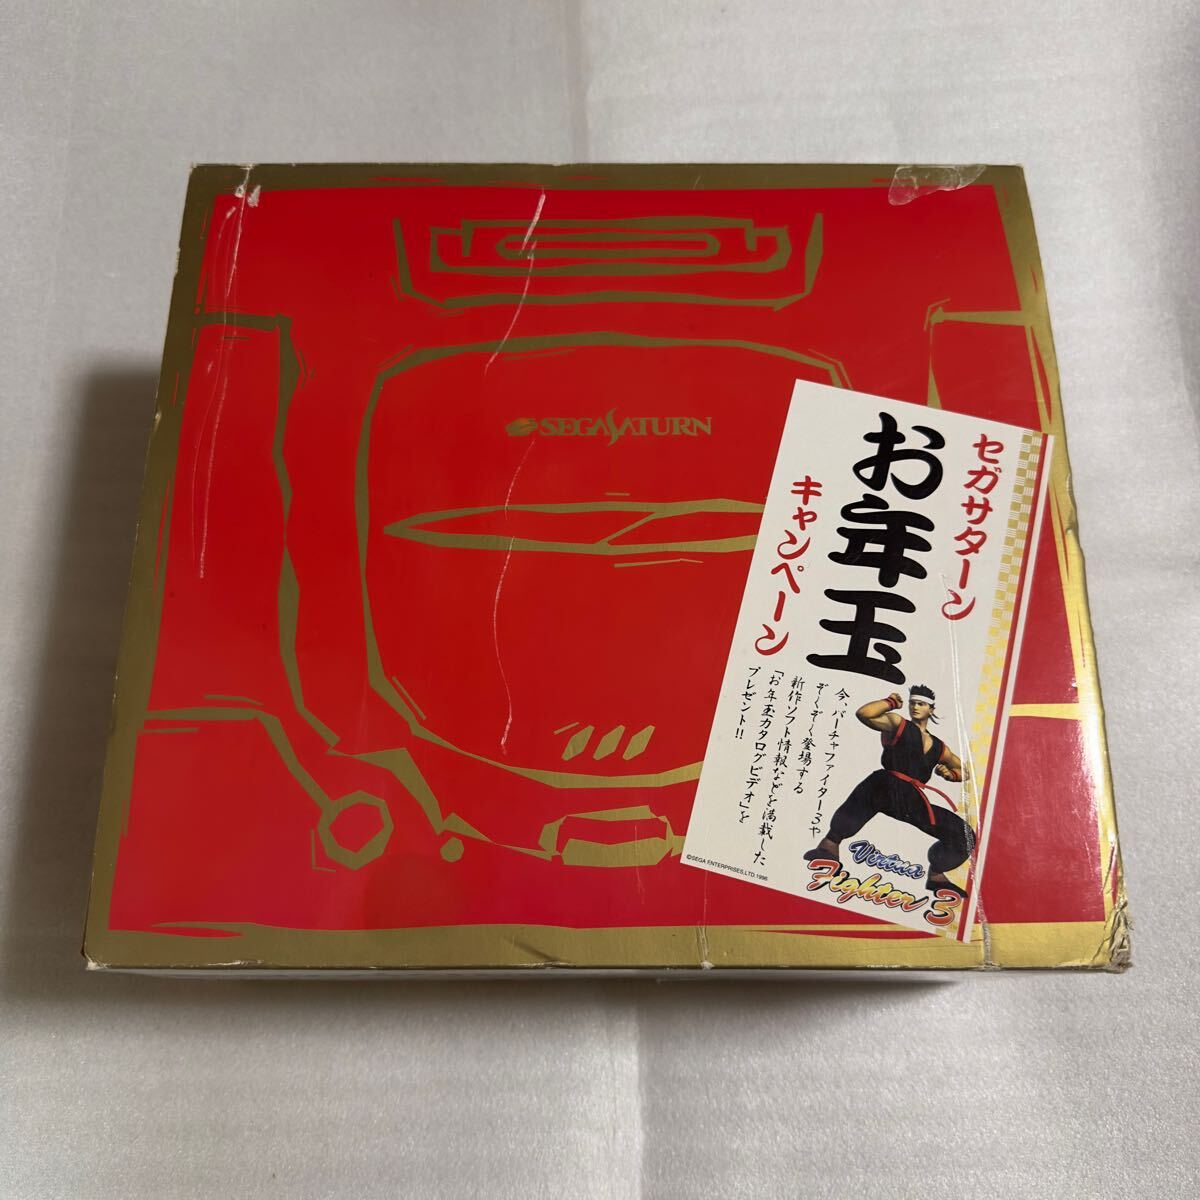 SEGASATURN
セガサターン
お年玉
キャンペーン
今、バーチャファイター3や
ぞくぞく登場する
新作ソフト情報などを満載した
「お年玉カタログビデオ」を
プレゼント!!
©SEGA ENTERPRISES,LTD.1996
Virtua
Fighter 3